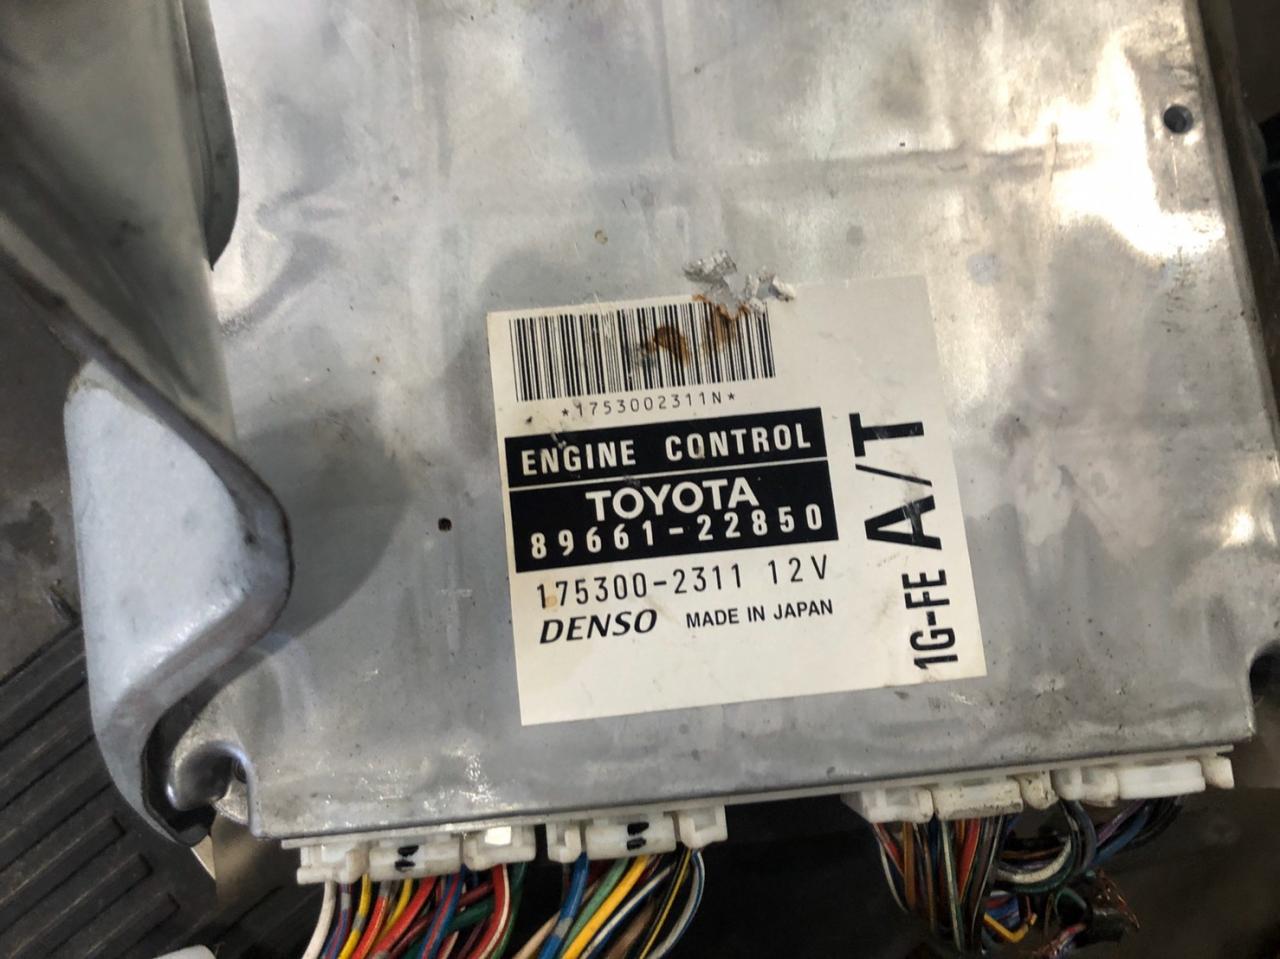 *1753002311N*
ENGINE CONTROL
TOYOTA
89661-22850
175300-2311 12V
DENSO MADE IN JAPAN
1G-FE A/T